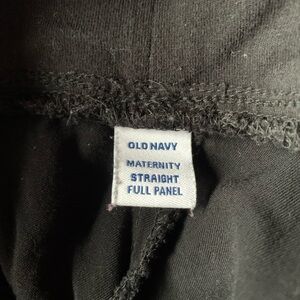 OLD NAVY
MATERNITY
STRAIGHT
FULL PANEL